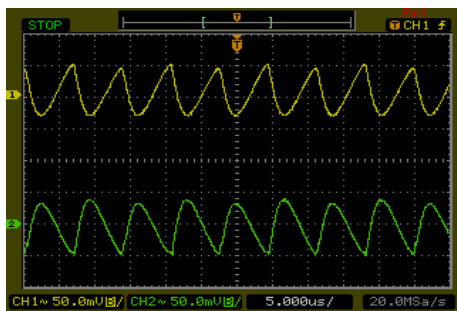 STOP
T
T CH1
T
1
2
CH1~ 50.0mV B/ CH2~ 50.0mV B/ 5.000us/ 20.0MSa/s